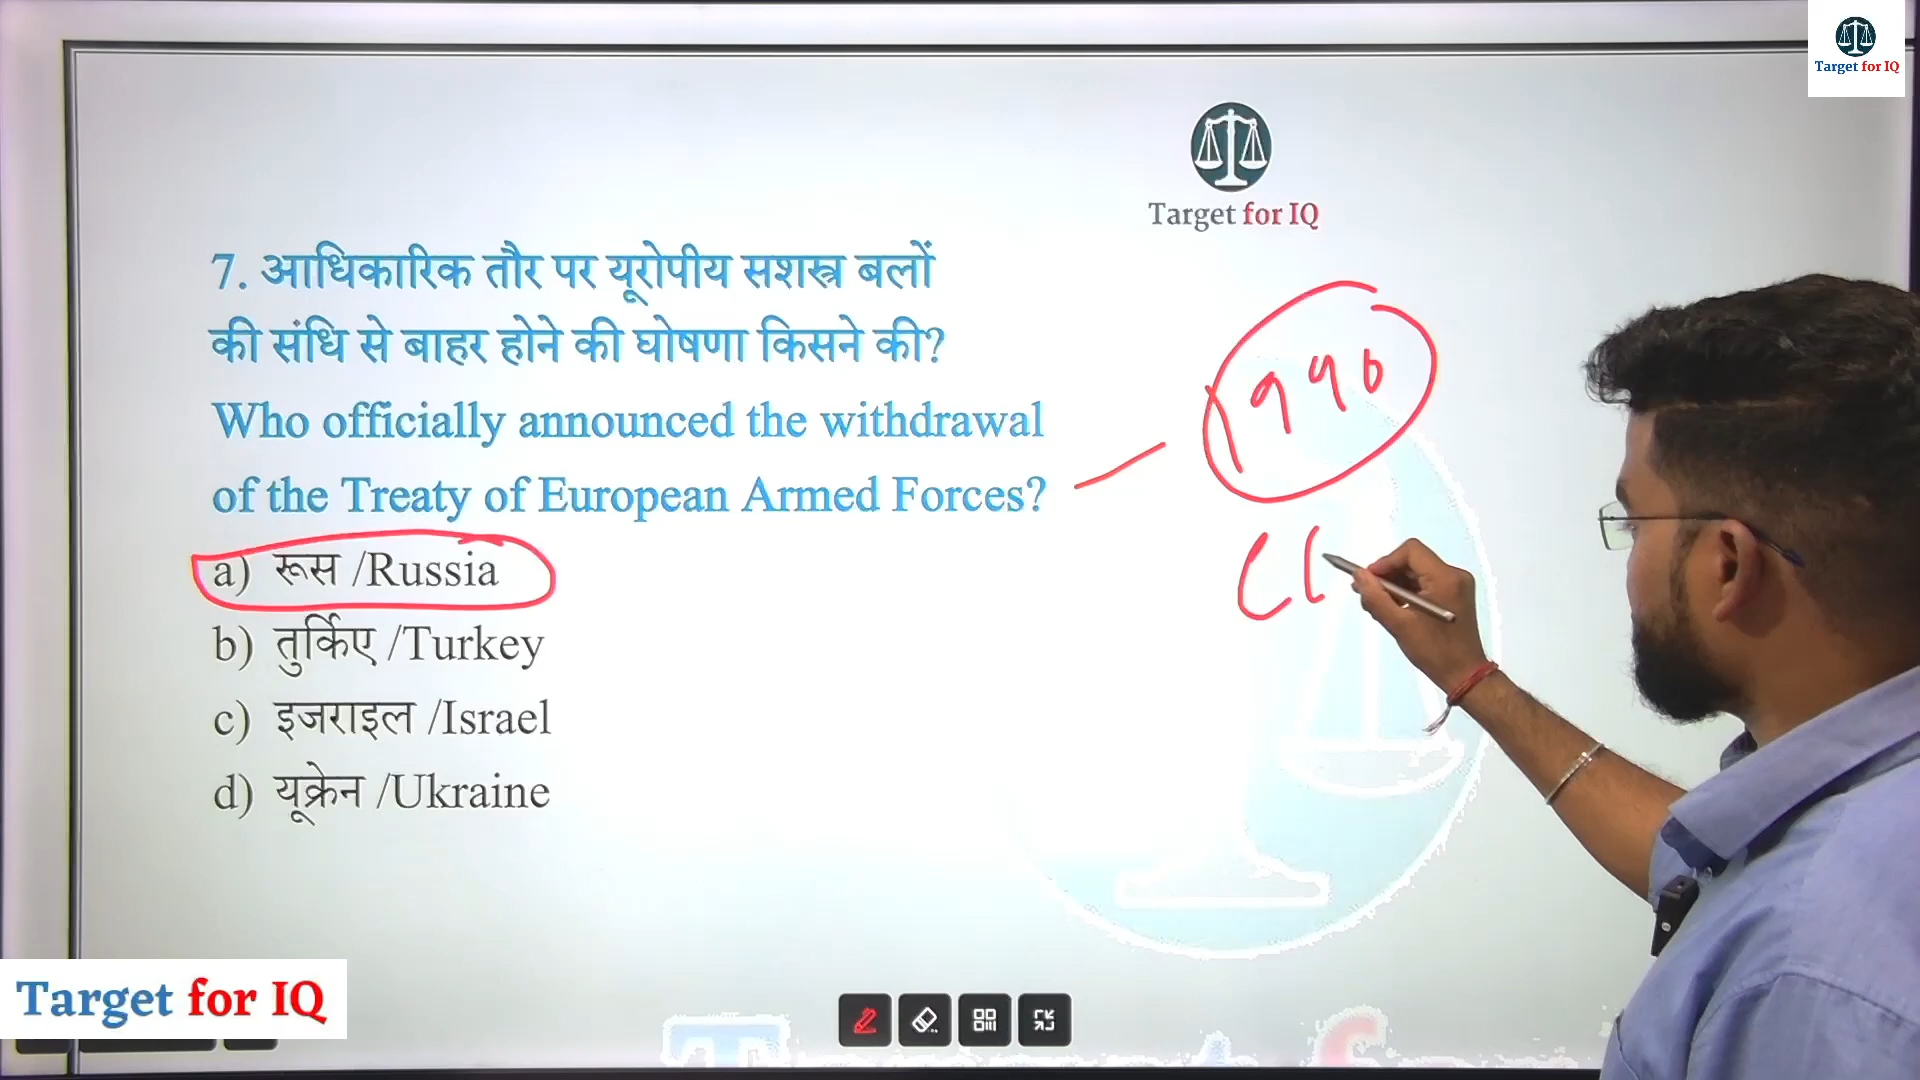 Target for IQ
Target for IQ
7. आधिकारिक तौर पर यूरोपीय सशस्त्र बलों
की संधि से बाहर होने की घोषणा किसने की?
Who officially announced the withdrawal
of the Treaty of European Armed Forces?
1990
a) रूस /Russia
b) तुर्किए /Turkey
c) इजराइल /Israel
d) यूक्रेन /Ukraine
Target for IQ